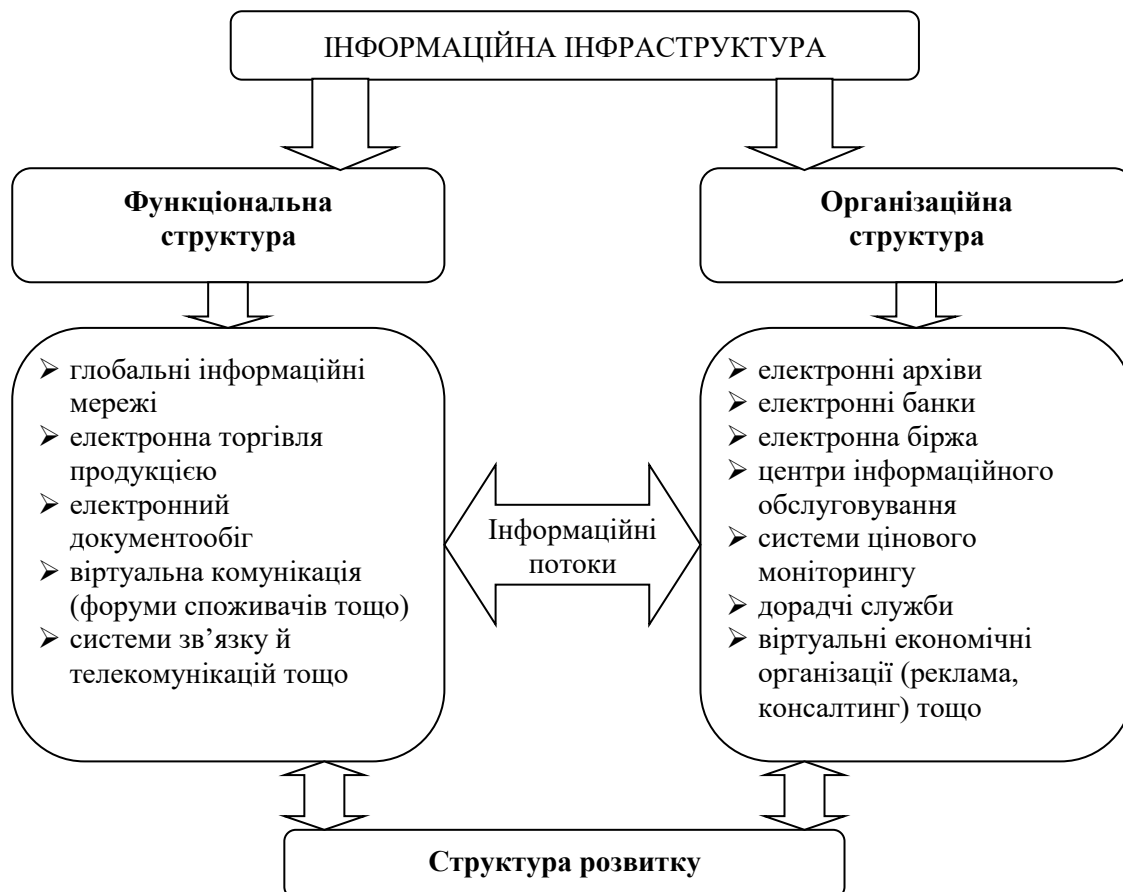 ІНФОРМАЦІЙНА ІНФРАСТРУКТУРА
Функціональна
структура
Організаційна
структура
➢ глобальні інформаційні
мережі
➢ електронна торгівля
продукцією
➢ електронний
документообіг
➢ віртуальна комунікація
(форуми споживачів тощо)
➢ системи зв’язку й
телекомунікацій тощо
Інформаційні
потоки
➢ електронні архіви
➢ електронні банки
➢ електронна біржа
➢ центри інформаційного
обслуговування
➢ системи цінового
моніторингу
➢ дорадчі служби
➢ віртуальні економічні
організації (реклама,
консалтинг) тощо
Структура розвитку